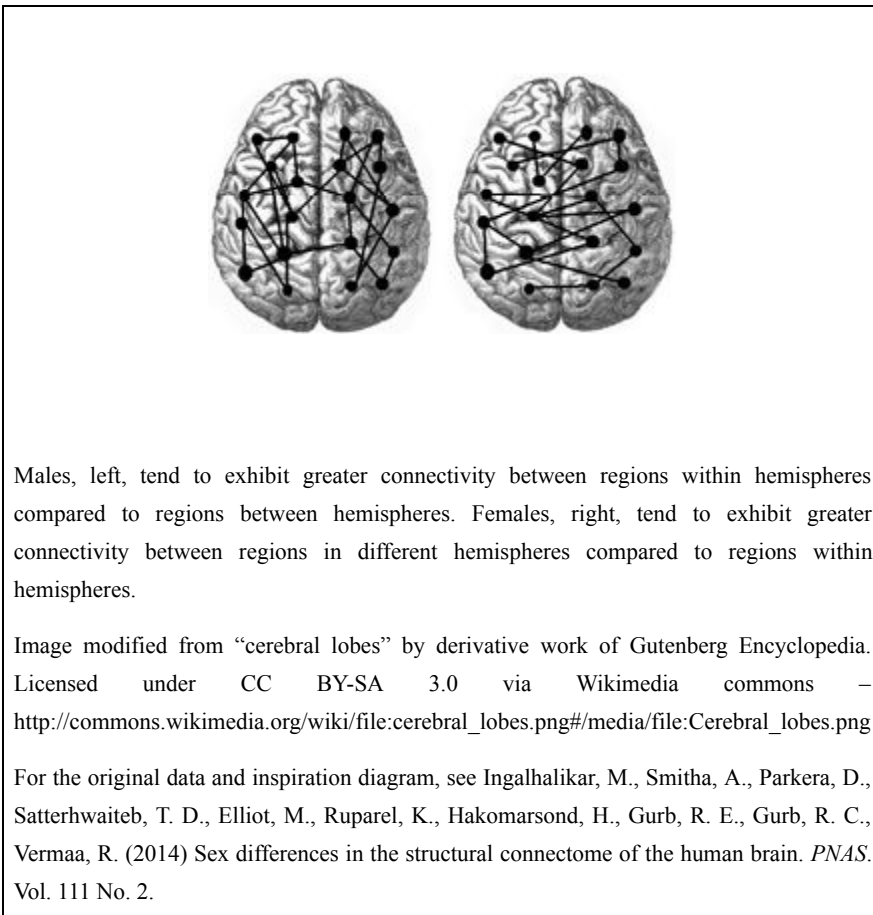 Males, left, tend to exhibit greater connectivity between regions within hemispheres
compared to regions between hemispheres. Females, right, tend to exhibit greater
connectivity between regions in different hemispheres compared to regions within
hemispheres.
Image modified from “cerebral lobes” by derivative work of Gutenberg Encyclopedia.
Licensed under CC BY-SA 3.0 via Wikimedia commons –
http://commons.wikimedia.org/wiki/file:cerebral_lobes.png#/media/file:Cerebral_lobes.png
For the original data and inspiration diagram, see Ingalhalikar, M., Smitha, A., Parkera, D.,
Satterhwaiteb, T. D., Elliot, M., Ruparel, K., Hakomarsond, H., Gurb, R. E., Gurb, R. C.,
Vermaa, R. (2014) Sex differences in the structural connectome of the human brain. PNAS.
Vol. 111 No. 2.